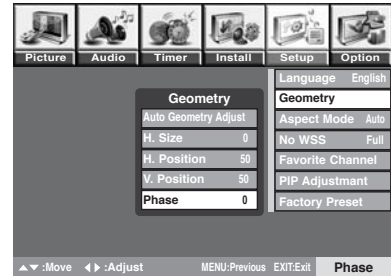 Picture Audio Timer Install Setup Option
Language English
Geometry
Aspect Mode Auto
No WSS Full
Favorite Channel
PIP Adjustmant
Factory Preset
Geometry
Auto Geometry Adjust
H. Size 0
H. Position 50
V. Position 50
Phase 0
▲▼ :Move ◀ ▶ :Adjust MENU:Previous EXIT:Exit Phase